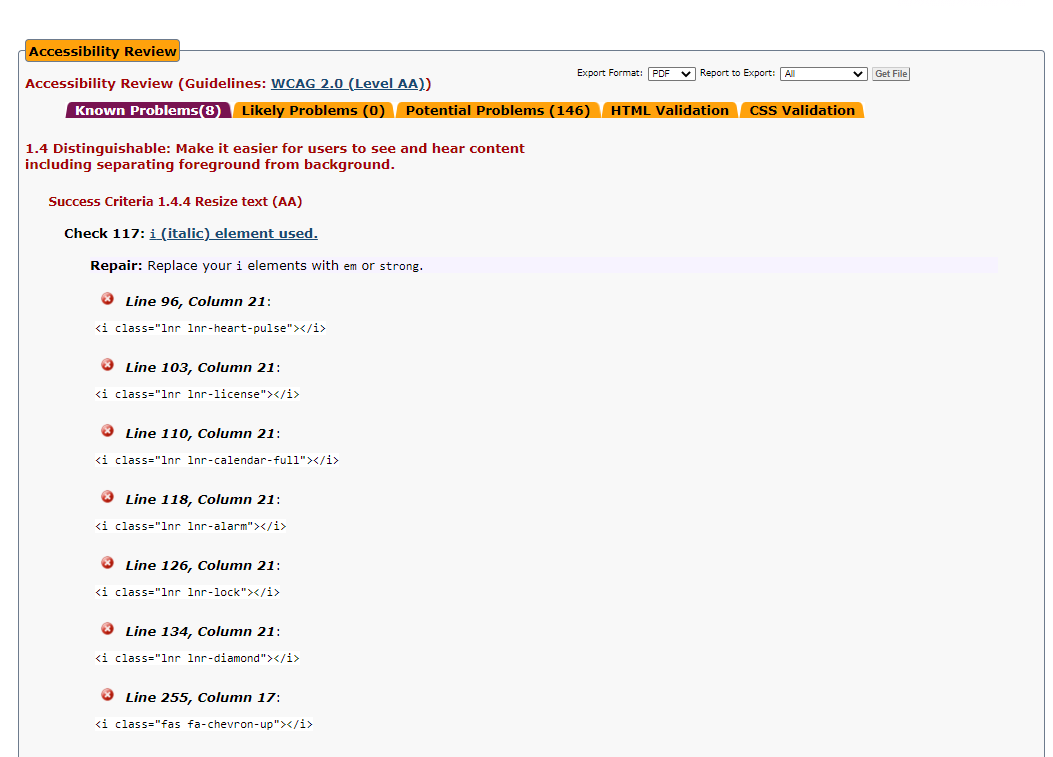 Accessibility Review
Export Format: PDF Report to Export: All Get File
Accessibility Review (Guidelines: WCAG 2.0 (Level AA))
Known Problems(8) Likely Problems (0) Potential Problems (146) HTML Validation CSS Validation
1.4 Distinguishable: Make it easier for users to see and hear content
including separating foreground from background.
Success Criteria 1.4.4 Resize text (AA)
Check 117: i (italic) element used.
Repair: Replace your i elements with em or strong.
Line 96, Column 21:
<i class="lnr lnr-heart-pulse"></i>
Line 103, Column 21:
<i class="lnr lnr-license"></i>
Line 110, Column 21:
<i class="lnr lnr-calendar-full"></i>
Line 118, Column 21:
<i class="lnr lnr-alarm"></i>
Line 126, Column 21:
<i class="lnr lnr-lock"></i>
Line 134, Column 21:
<i class="lnr lnr-diamond"></i>
Line 255, Column 17:
<i class="fas fa-chevron-up"></i>